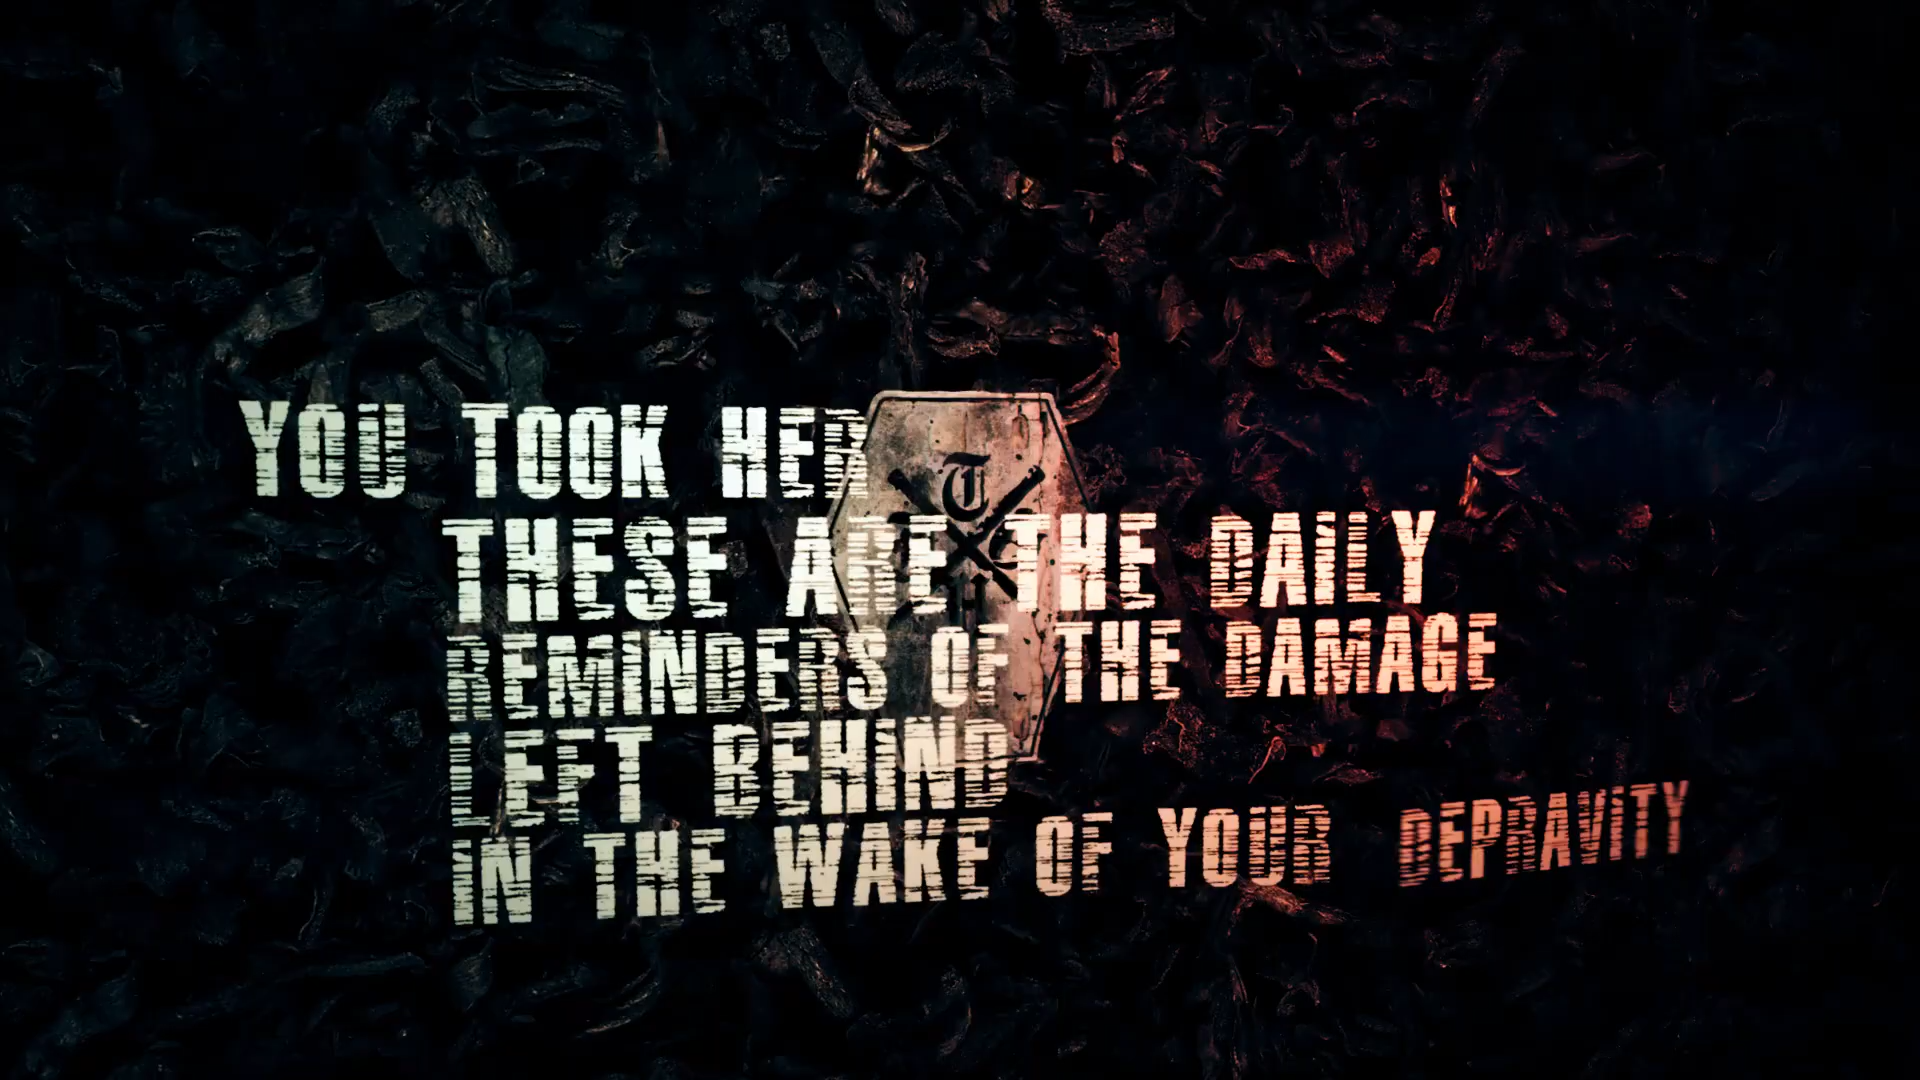 YOU TOOK HER
T
THESE ARE THE DAILY
REMINDERS OF THE DAMAGE
LEFT BEHIND
IN THE WAKE OF YOUR DEPRAVITY